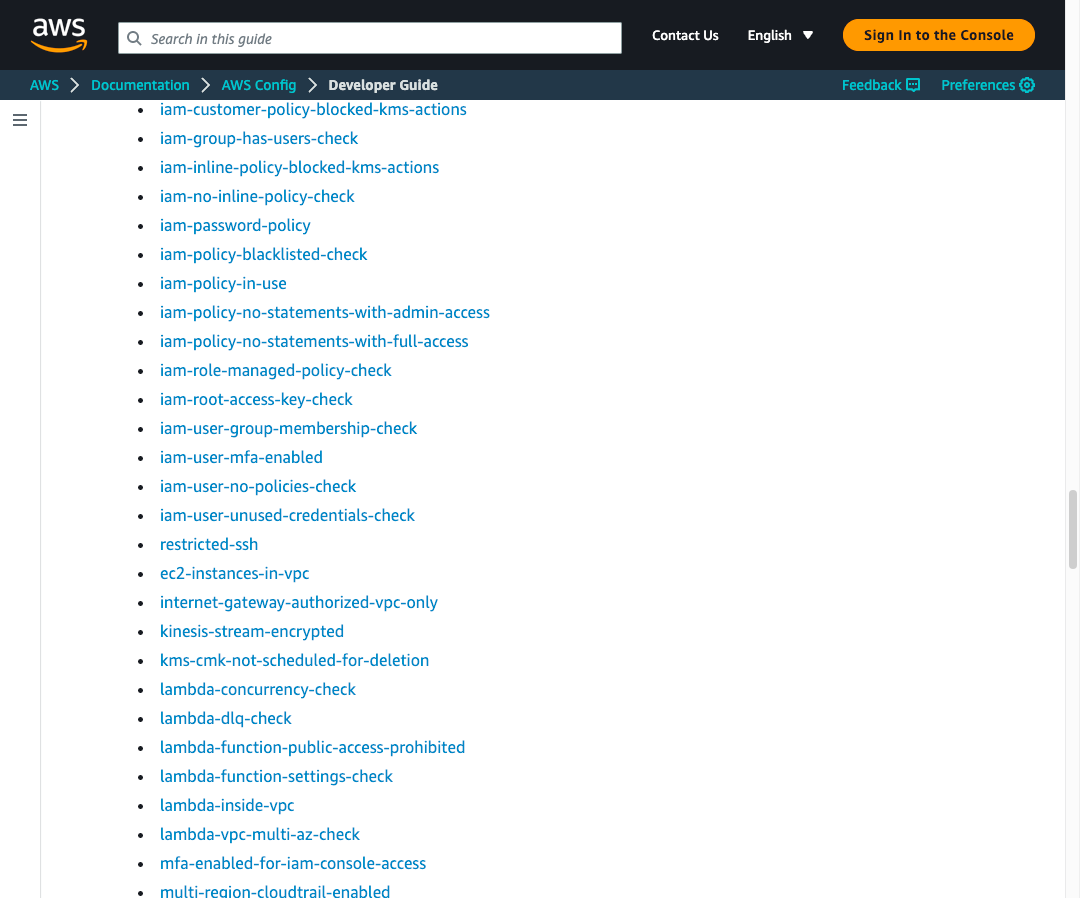 aws
Search in this guide
Contact Us
English
Sign In to the Console
AWS
Documentation
AWS Config
Developer Guide
Feedback
Preferences
iam-customer-policy-blocked-kms-actions
iam-group-has-users-check
iam-inline-policy-blocked-kms-actions
iam-no-inline-policy-check
iam-password-policy
iam-policy-blacklisted-check
iam-policy-in-use
iam-policy-no-statements-with-admin-access
iam-policy-no-statements-with-full-access
iam-role-managed-policy-check
iam-root-access-key-check
iam-user-group-membership-check
iam-user-mfa-enabled
iam-user-no-policies-check
iam-user-unused-credentials-check
restricted-ssh
ec2-instances-in-vpc
internet-gateway-authorized-vpc-only
kinesis-stream-encrypted
kms-cmk-not-scheduled-for-deletion
lambda-concurrency-check
lambda-dlq-check
lambda-function-public-access-prohibited
lambda-function-settings-check
lambda-inside-vpc
lambda-vpc-multi-az-check
mfa-enabled-for-iam-console-access
multi-region-cloudtrail-enabled